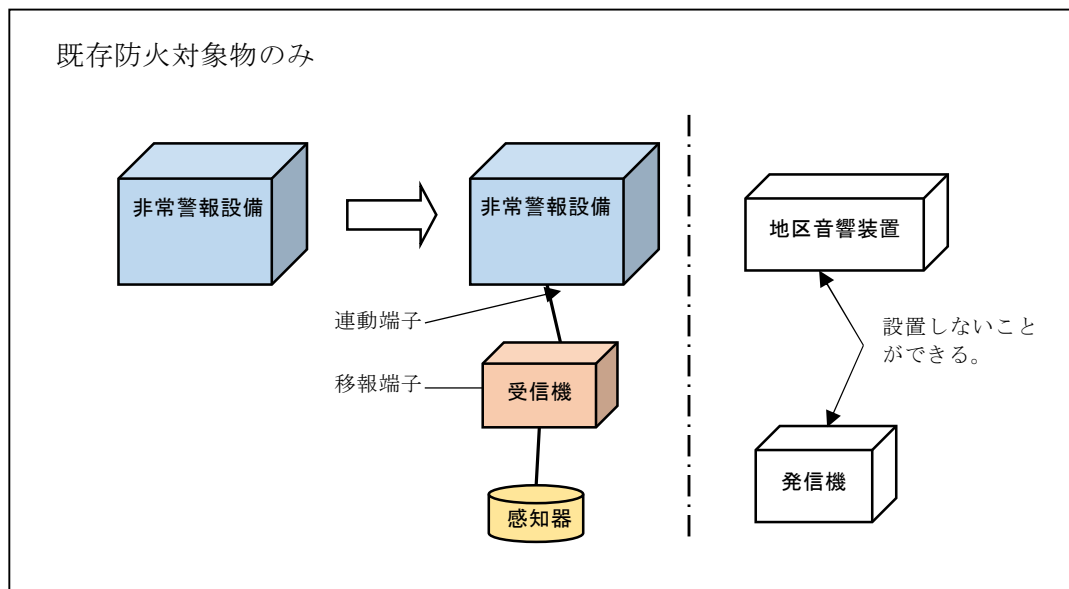 既存防火対象物のみ
非常警報設備
非常警報設備
地区音響装置
連動端子
設置しないこと
ができる。
移報端子
受信機
発信機
感知器